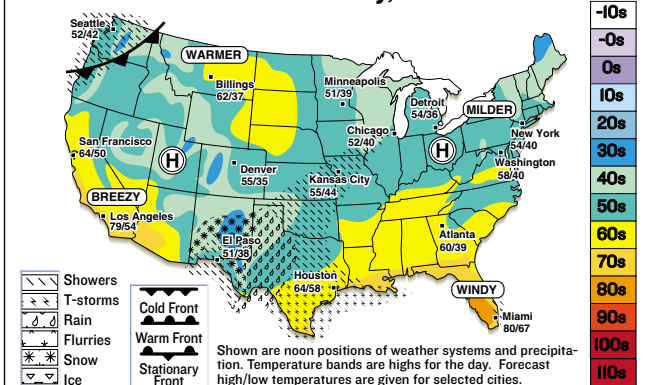 -10s
-0s
0s
10s
20s
30s
40s
50s
60s
70s
80s
90s
100s
110s
Seattle
52/42
WARMER
Billings
62/37
Minneapolis
51/39
Detroit
54/36
MILDER
Chicago
52/40
H
New York
54/40
Washington
58/40
San Francisco
64/50
H
Denver
55/35
Kansas City
55/44
BREEZY
Los Angeles
79/54
El Paso
51/38
Atlanta
60/39
Houston
64/58
WINDY
Miami
80/67
Showers
T-storms
Rain
Flurries
Snow
Ice
Cold Front
Warm Front
Stationary
Front
Shown are noon positions of weather systems and precipita-
tion. Temperature bands are highs for the day. Forecast
high/low temperatures are given for selected cities.